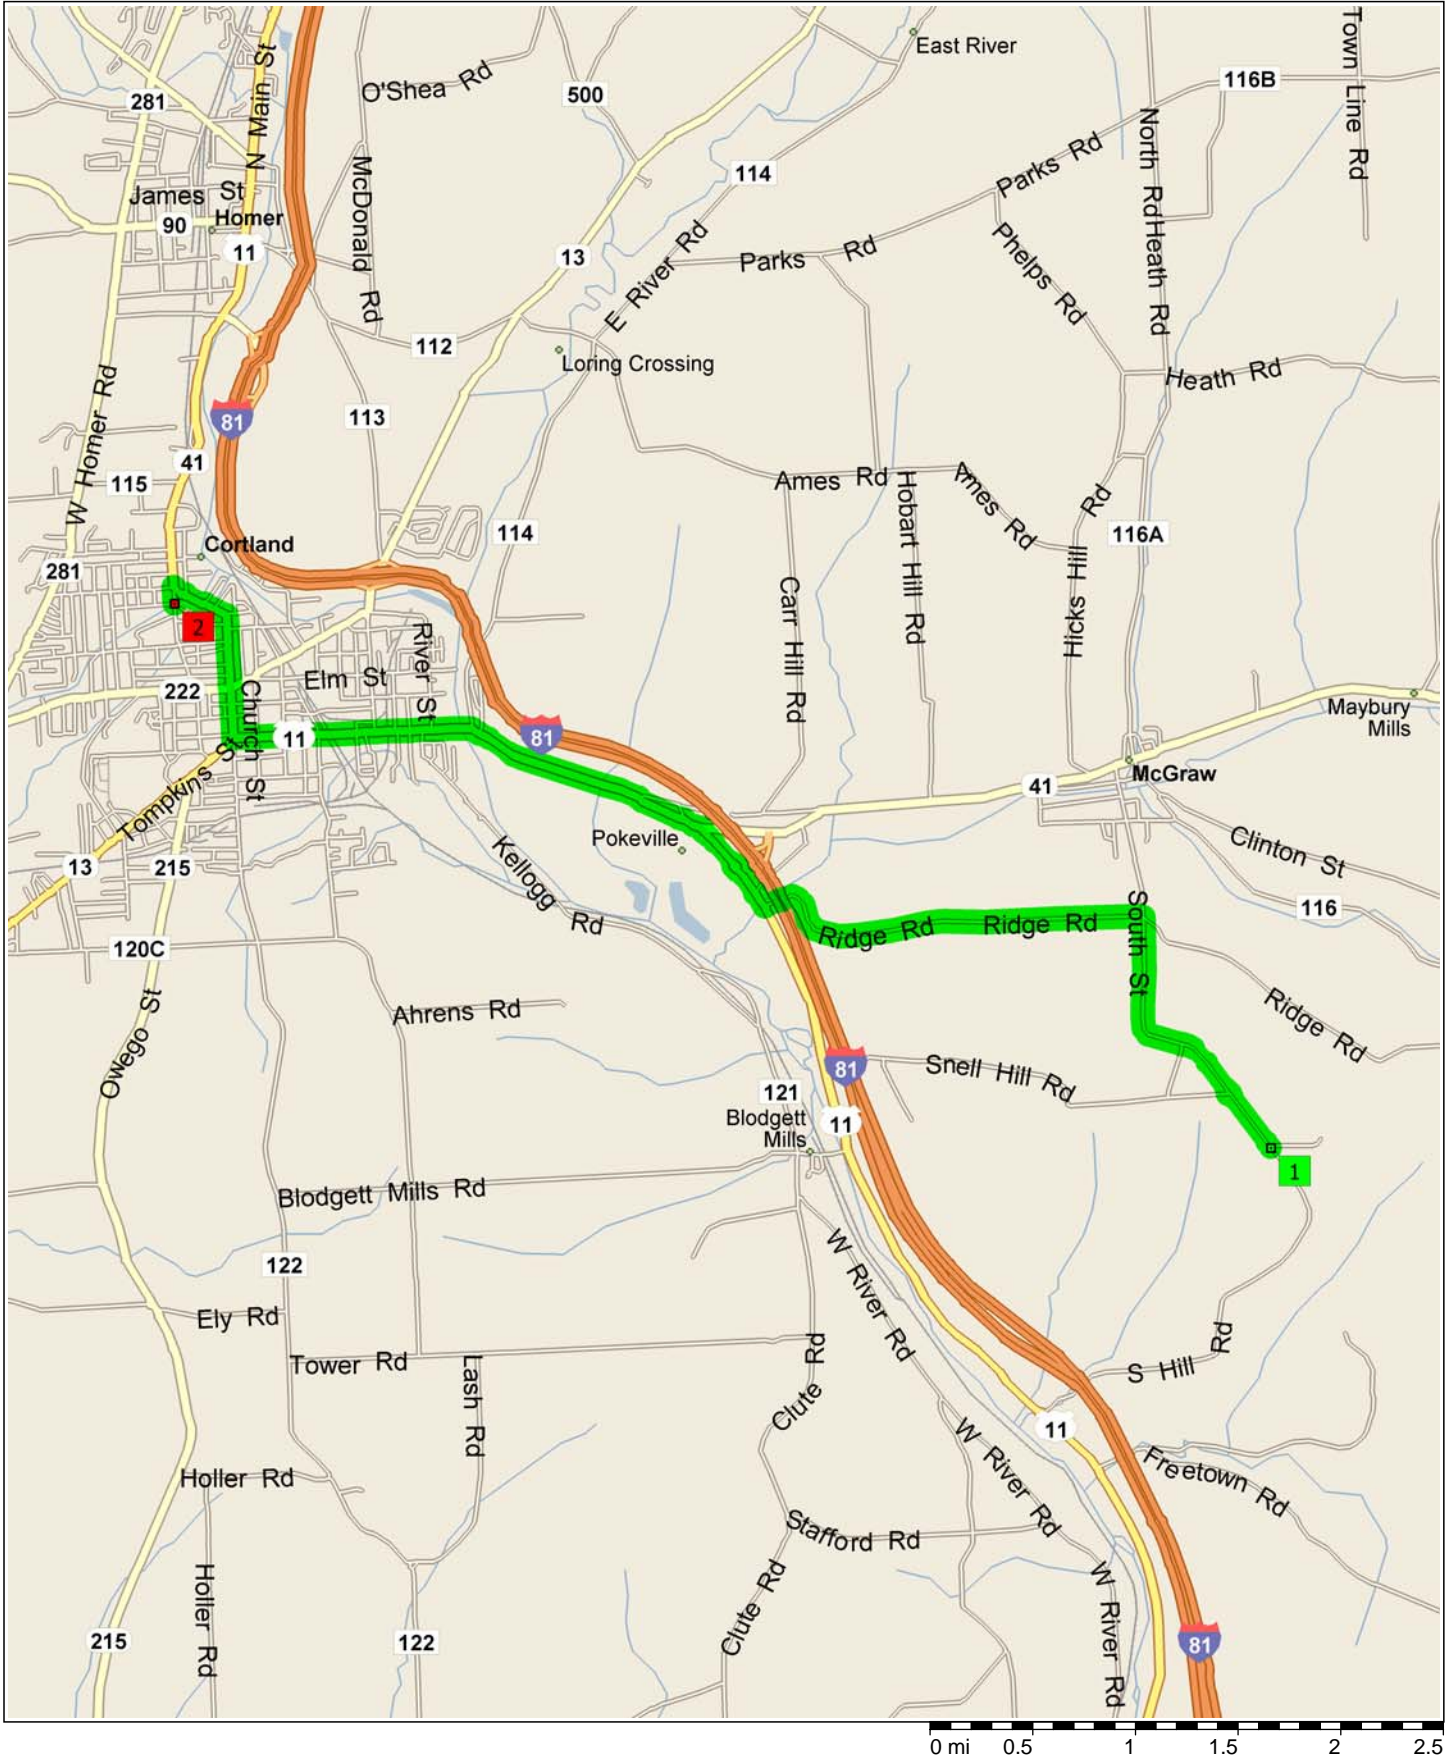 East River
O'Shea Rd
500
116B
Town Line Rd
281
N Main St
114
Parks Rd
North Rd
McDonald Rd
James St
Homer
90
11
13
E River Rd
Parks Rd
Phelps Rd
Heath Rd
112
Loring Crossing
Heath Rd
W Homer Rd
81
113
41
115
Ames Rd
Hobart Hill Rd
Ames Rd
Hicks Hill Rd
116A
114
Cortland
281
Carr Hill Rd
2
River St
Elm St
222
Church St
11
81
Maybury
Mills
McGraw
41
Tompkins St
Pokeville
Kellogg Rd
Clinton St
13
215
116
South St
Ridge Rd
Ridge Rd
120C
Ridge Rd
Ahrens Rd
Owego St
81
Snell Hill Rd
121
Blodgett
Mills
11
1
Blodgett Mills Rd
W River Rd
122
Ely Rd
Tower Rd
Clute Rd
S Hill Rd
Lash Rd
11
W River Rd
Freetown Rd
Holler Rd
Stafford Rd
Clute Rd
W River Rd
Holler Rd
215
122
81
0 mi 0.5 1 1.5 2 2.5